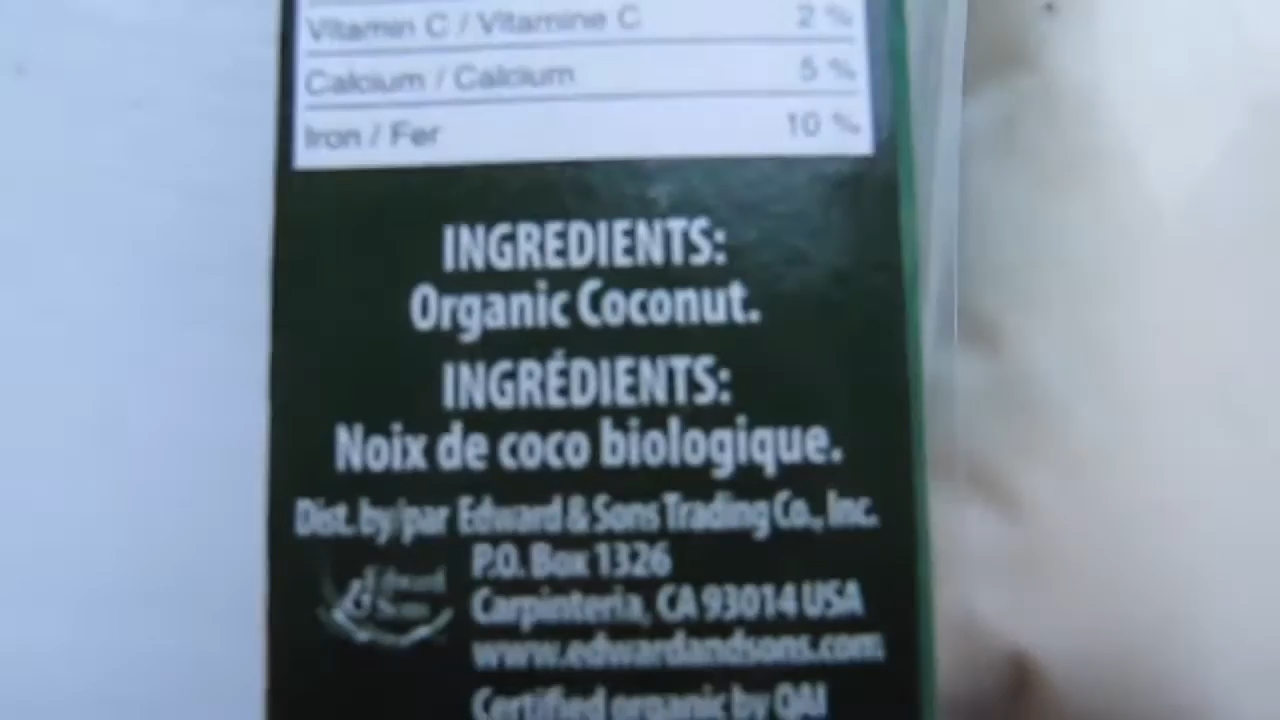 Vitamin C / Vitamine C 2 %
Calcium / Calcium 5 %
Iron / Fer 10 %
INGREDIENTS:
Organic Coconut.
INGRÉDIENTS:
Noix de coco biologique.
Dist. by/par Edward & Sons Trading Co., Inc.
P.O. Box 1326
Edward
& Sons
Carpinteria, CA 93014 USA
www.edwardandsons.com
Certified organic by QAI